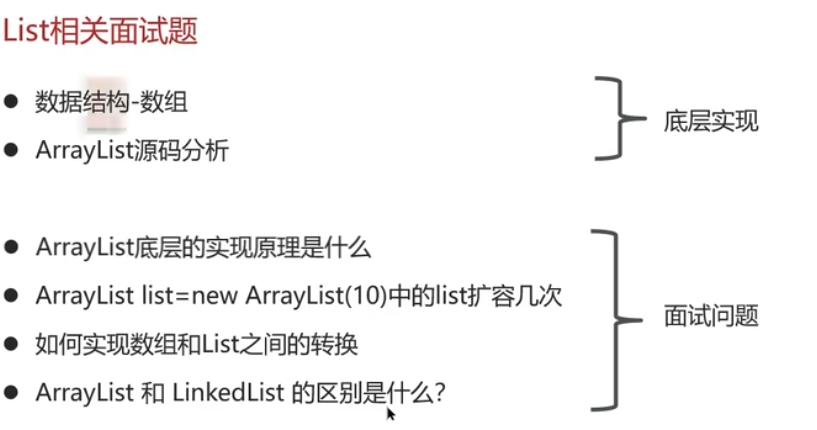 List相关面试题
数据结构-数组
ArrayList源码分析
底层实现
ArrayList底层的实现原理是什么
ArrayList list=new ArrayList(10)中的list扩容几次
如何实现数组和List之间的转换
ArrayList 和 LinkedList 的区别是什么?
面试问题